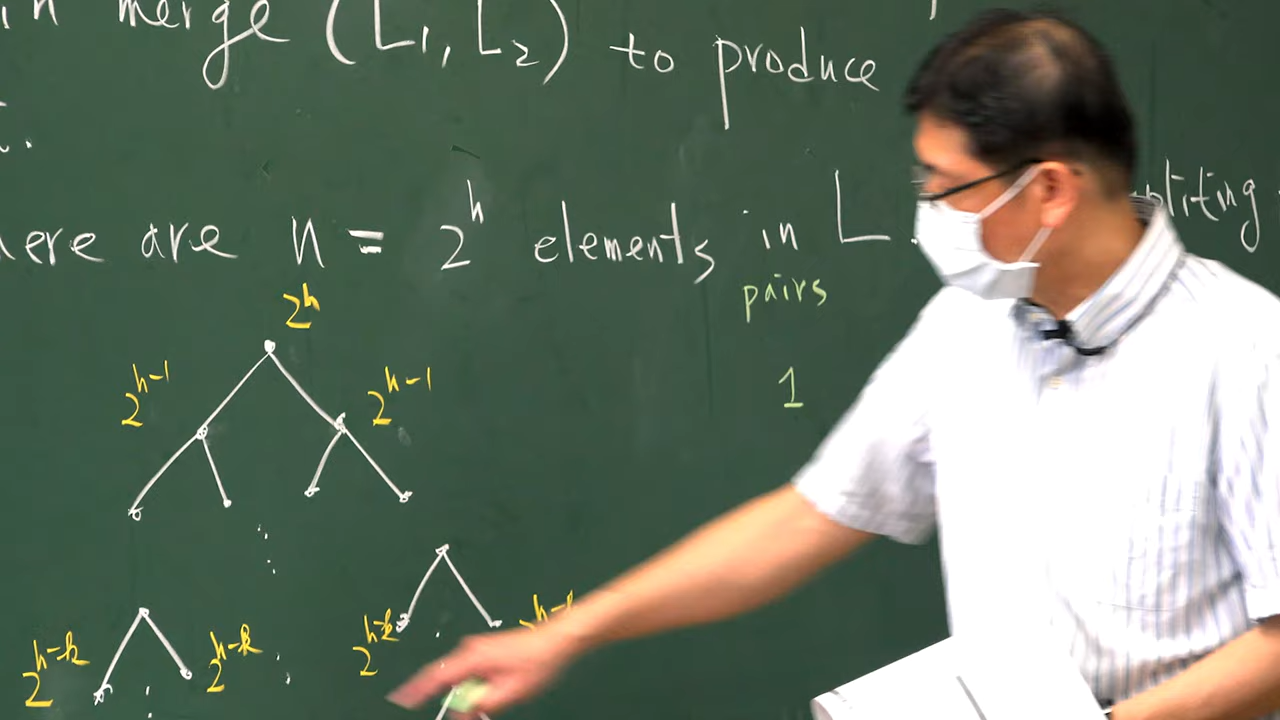 merge (L₁, L₂) to produce
ere are n = 2^h elements in L
2^h
pairs
2^{h-1} 2^{h-1}
1
2^{h-k} 2^{h-k} 2^{h-k}